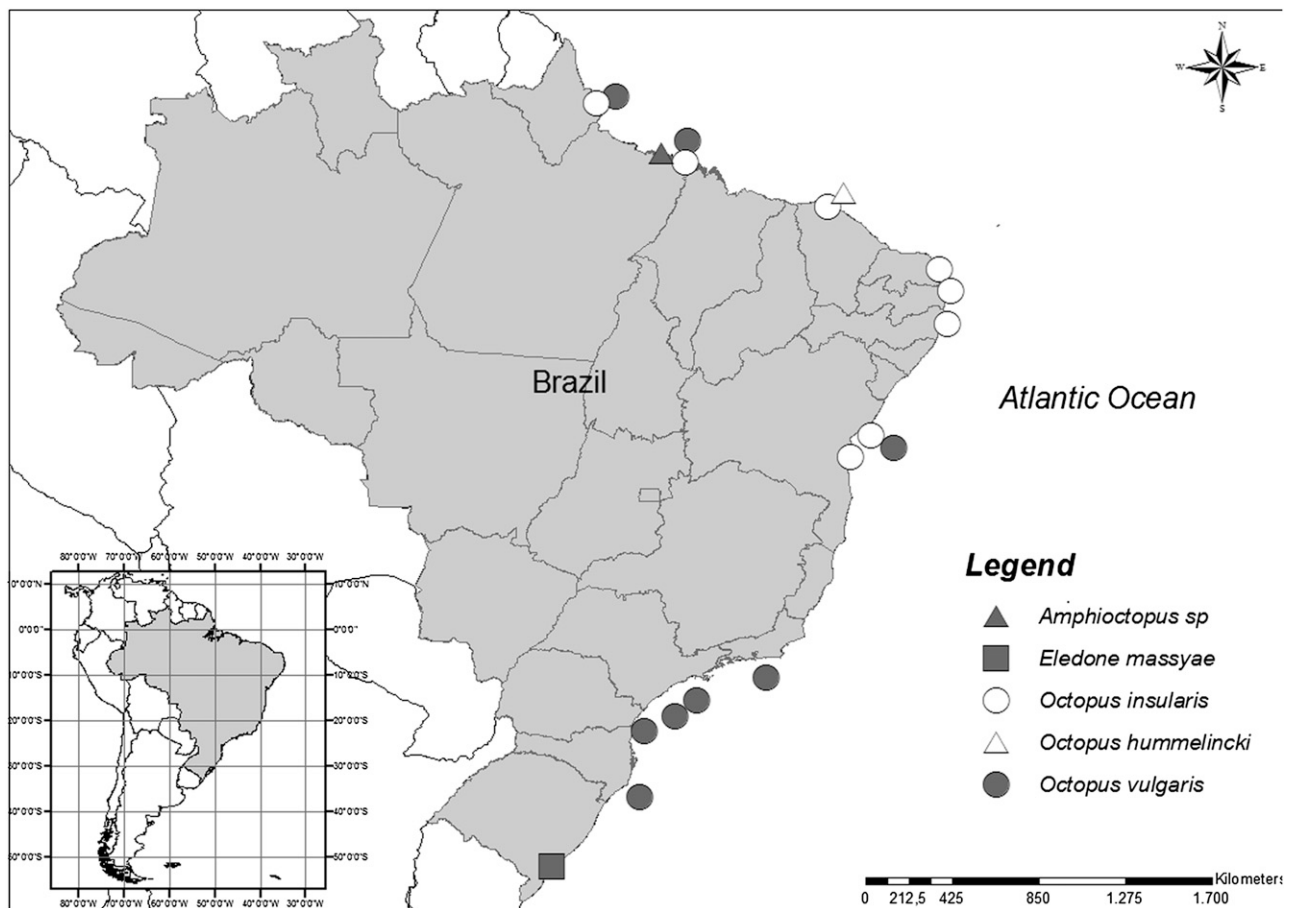 N
W E
S
Brazil
Atlantic Ocean
Legend
Amphioctopus sp
Eledone massyae
Octopus insularis
Octopus hummelincki
Octopus vulgaris
Kilometers
0 212,5 425 850 1.275 1.700
80°0'0"W 70°0'0"W 60°0'0"W 50°0'0"W 40°0'0"W 30°0'0"W
0°0'0"
80°0'0"W 70°0'0"W 60°0'0"W 50°0'0"W 40°0'0"W 30°0'0"W